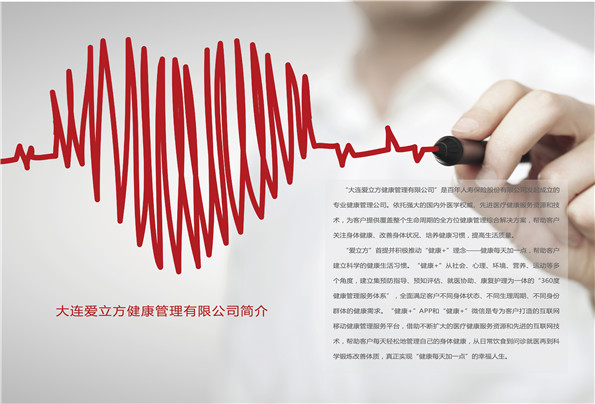 大连爱立方健康管理有限公司简介
“大连爱立方健康管理有限公司”是百年人寿保险股份有限公司发起成立的
专业健康管理公司。依托强大的国内外医学权威、先进医疗健康服务资源和技
术，为客户提供覆盖整个生命周期的全方位健康管理综合解决方案，帮助客户
关注身体健康、改善身体状况、培养健康习惯，提高生活质量。
“爱立方”首提并积极推动“健康+”理念——健康每天加一点，帮助客户
建立科学的健康生活习惯。“健康+”从社会、心理、环境、营养、运动等多
个角度，建立集预防指导、预知评估、就医协助、康复护理为一体的“360度
健康管理服务体系”，全面满足客户不同身体状态、不同生理周期、不同身份
群体的健康需求。“健康+”APP和“健康+”微信是专为客户打造的互联网
移动健康管理服务平台，借助不断扩大的医疗健康服务资源和先进的互联网技
术，帮助客户每天轻松地管理自己的身体健康，从日常饮食到问诊就医再到科
学锻炼改善体质，真正实现“健康每天加一点”的幸福人生。